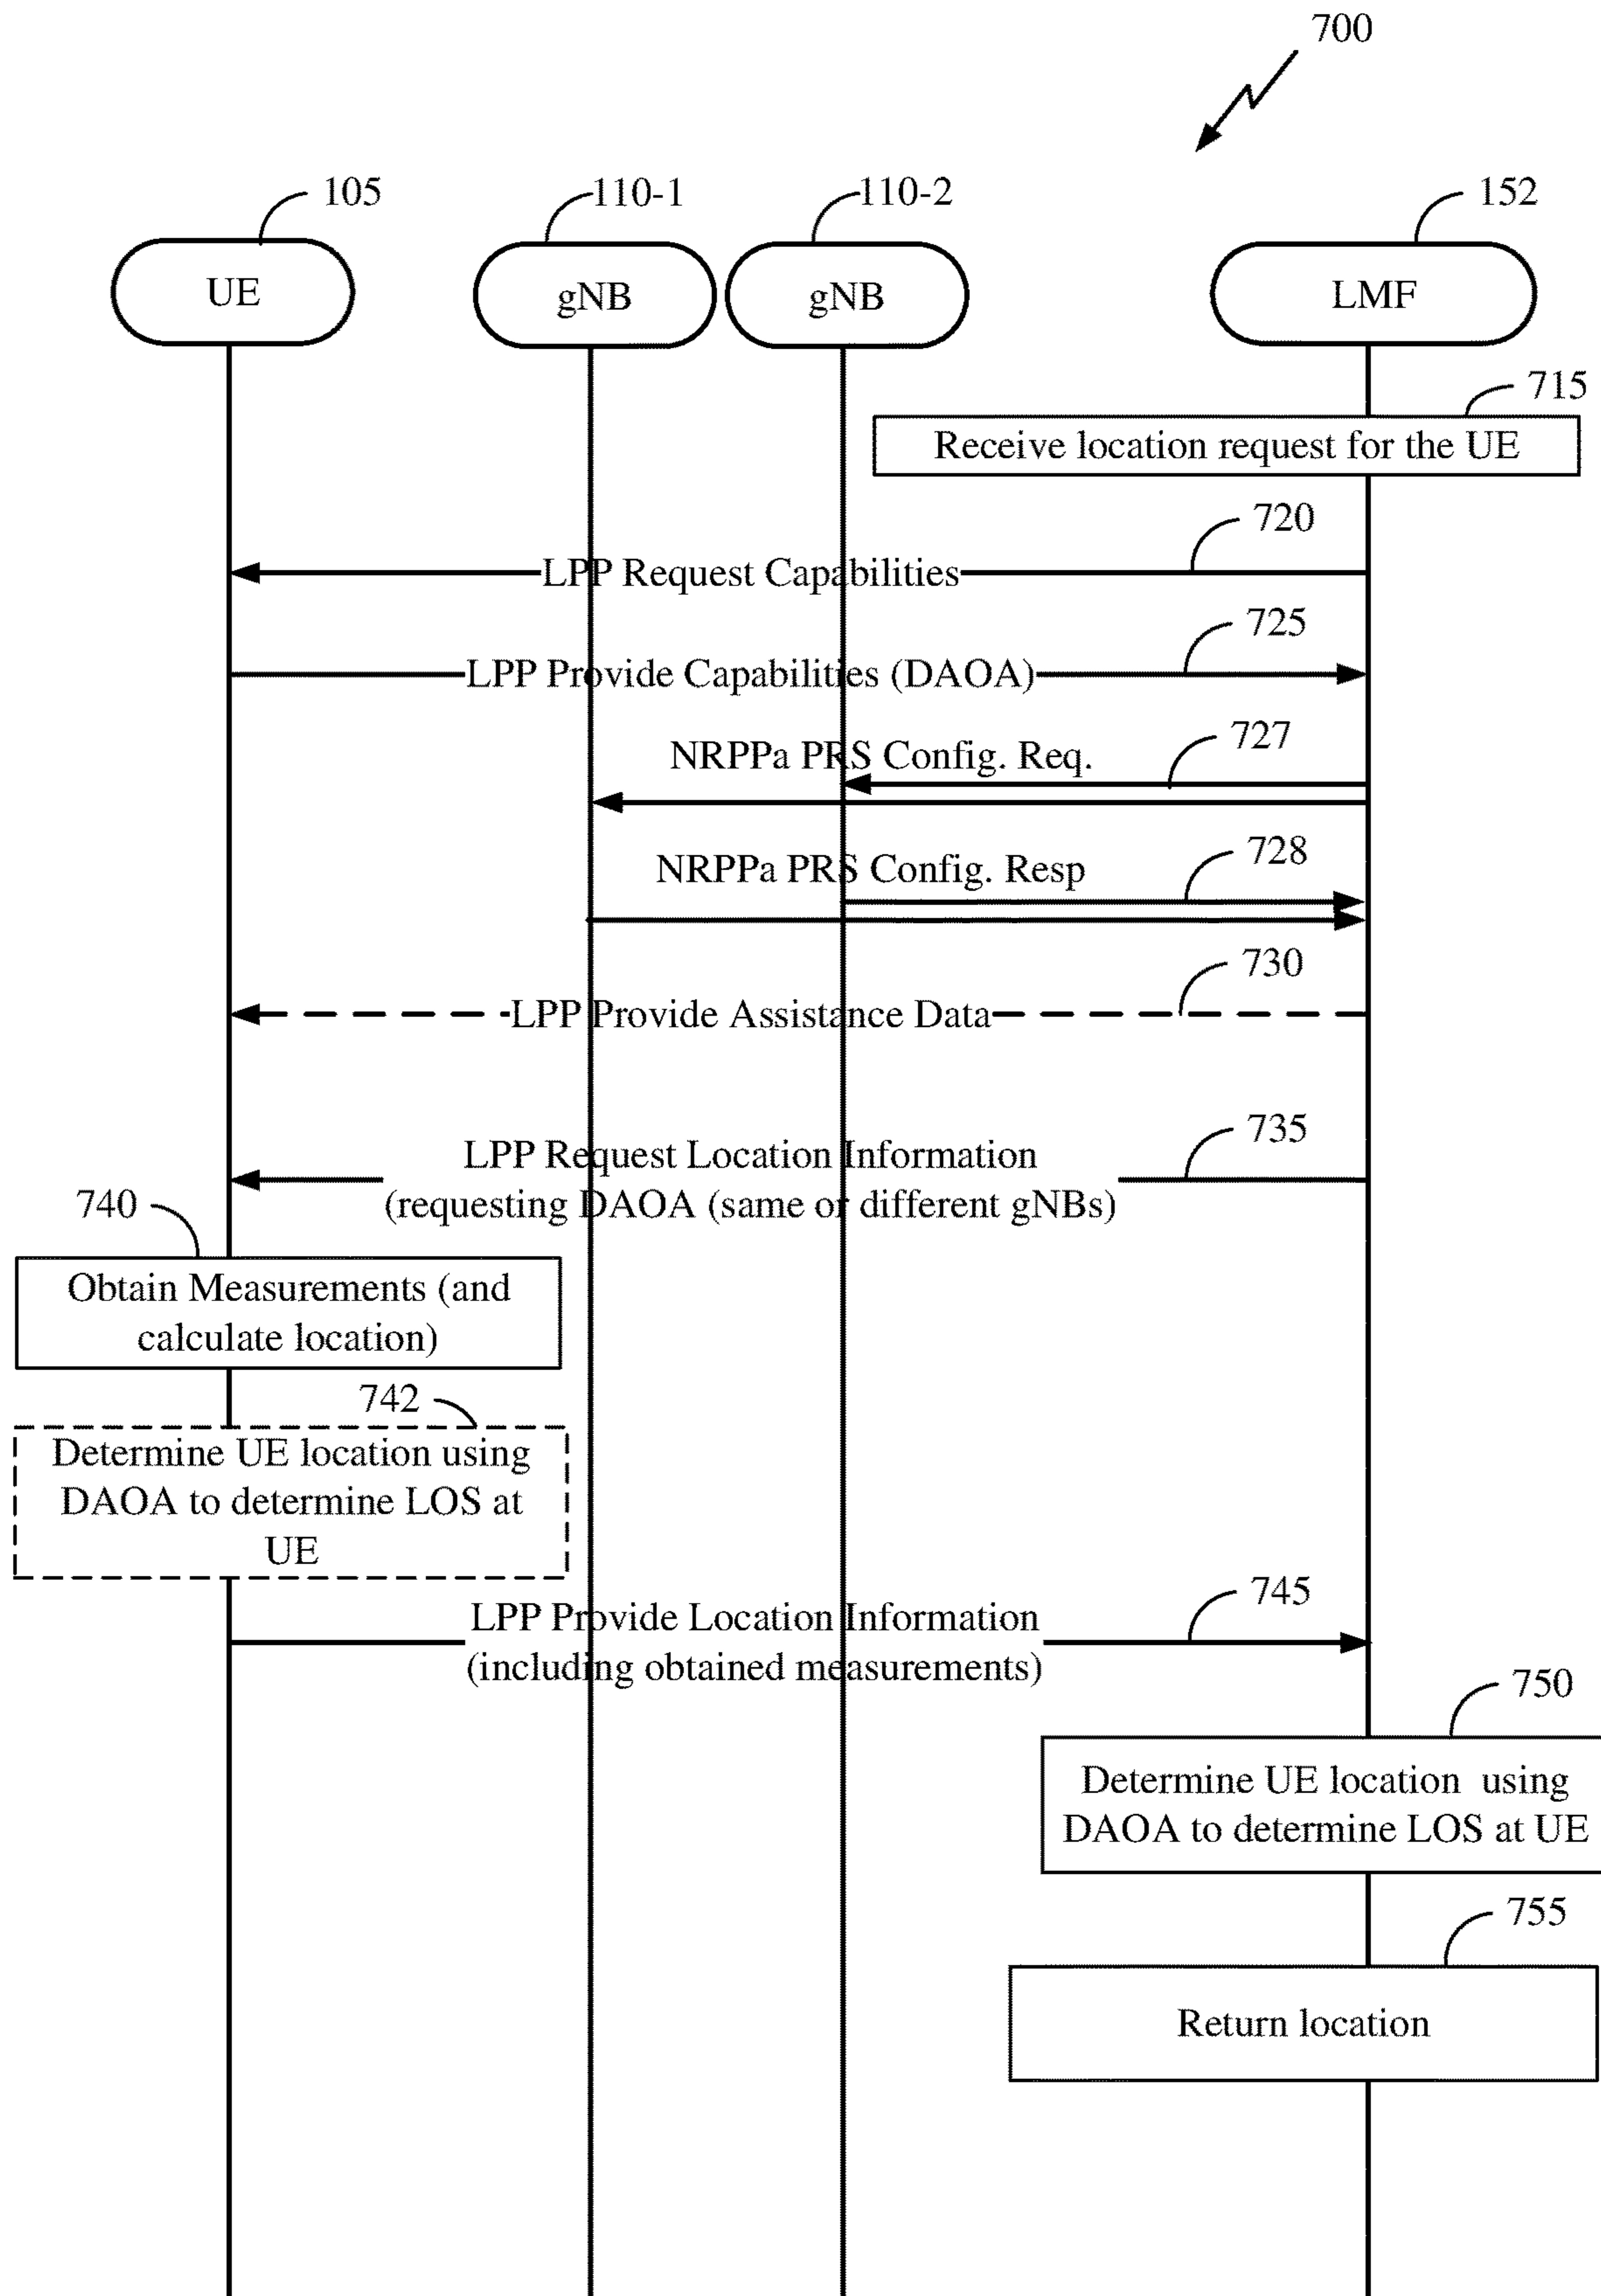 700
105
110-1
110-2
152
UE
gNB
gNB
LMF
715
Receive location request for the UE
720
LPP Request Capabilities
725
LPP Provide Capabilities (DAOA)
727
NRPPa PRS Config. Req.
728
NRPPa PRS Config. Resp
730
LPP Provide Assistance Data
735
LPP Request Location Information
(requesting DAOA (same or different gNBs)
740
Obtain Measurements (and
calculate location)
742
Determine UE location using
DAOA to determine LOS at
UE
745
LPP Provide Location Information
(including obtained measurements)
750
Determine UE location using
DAOA to determine LOS at UE
755
Return location